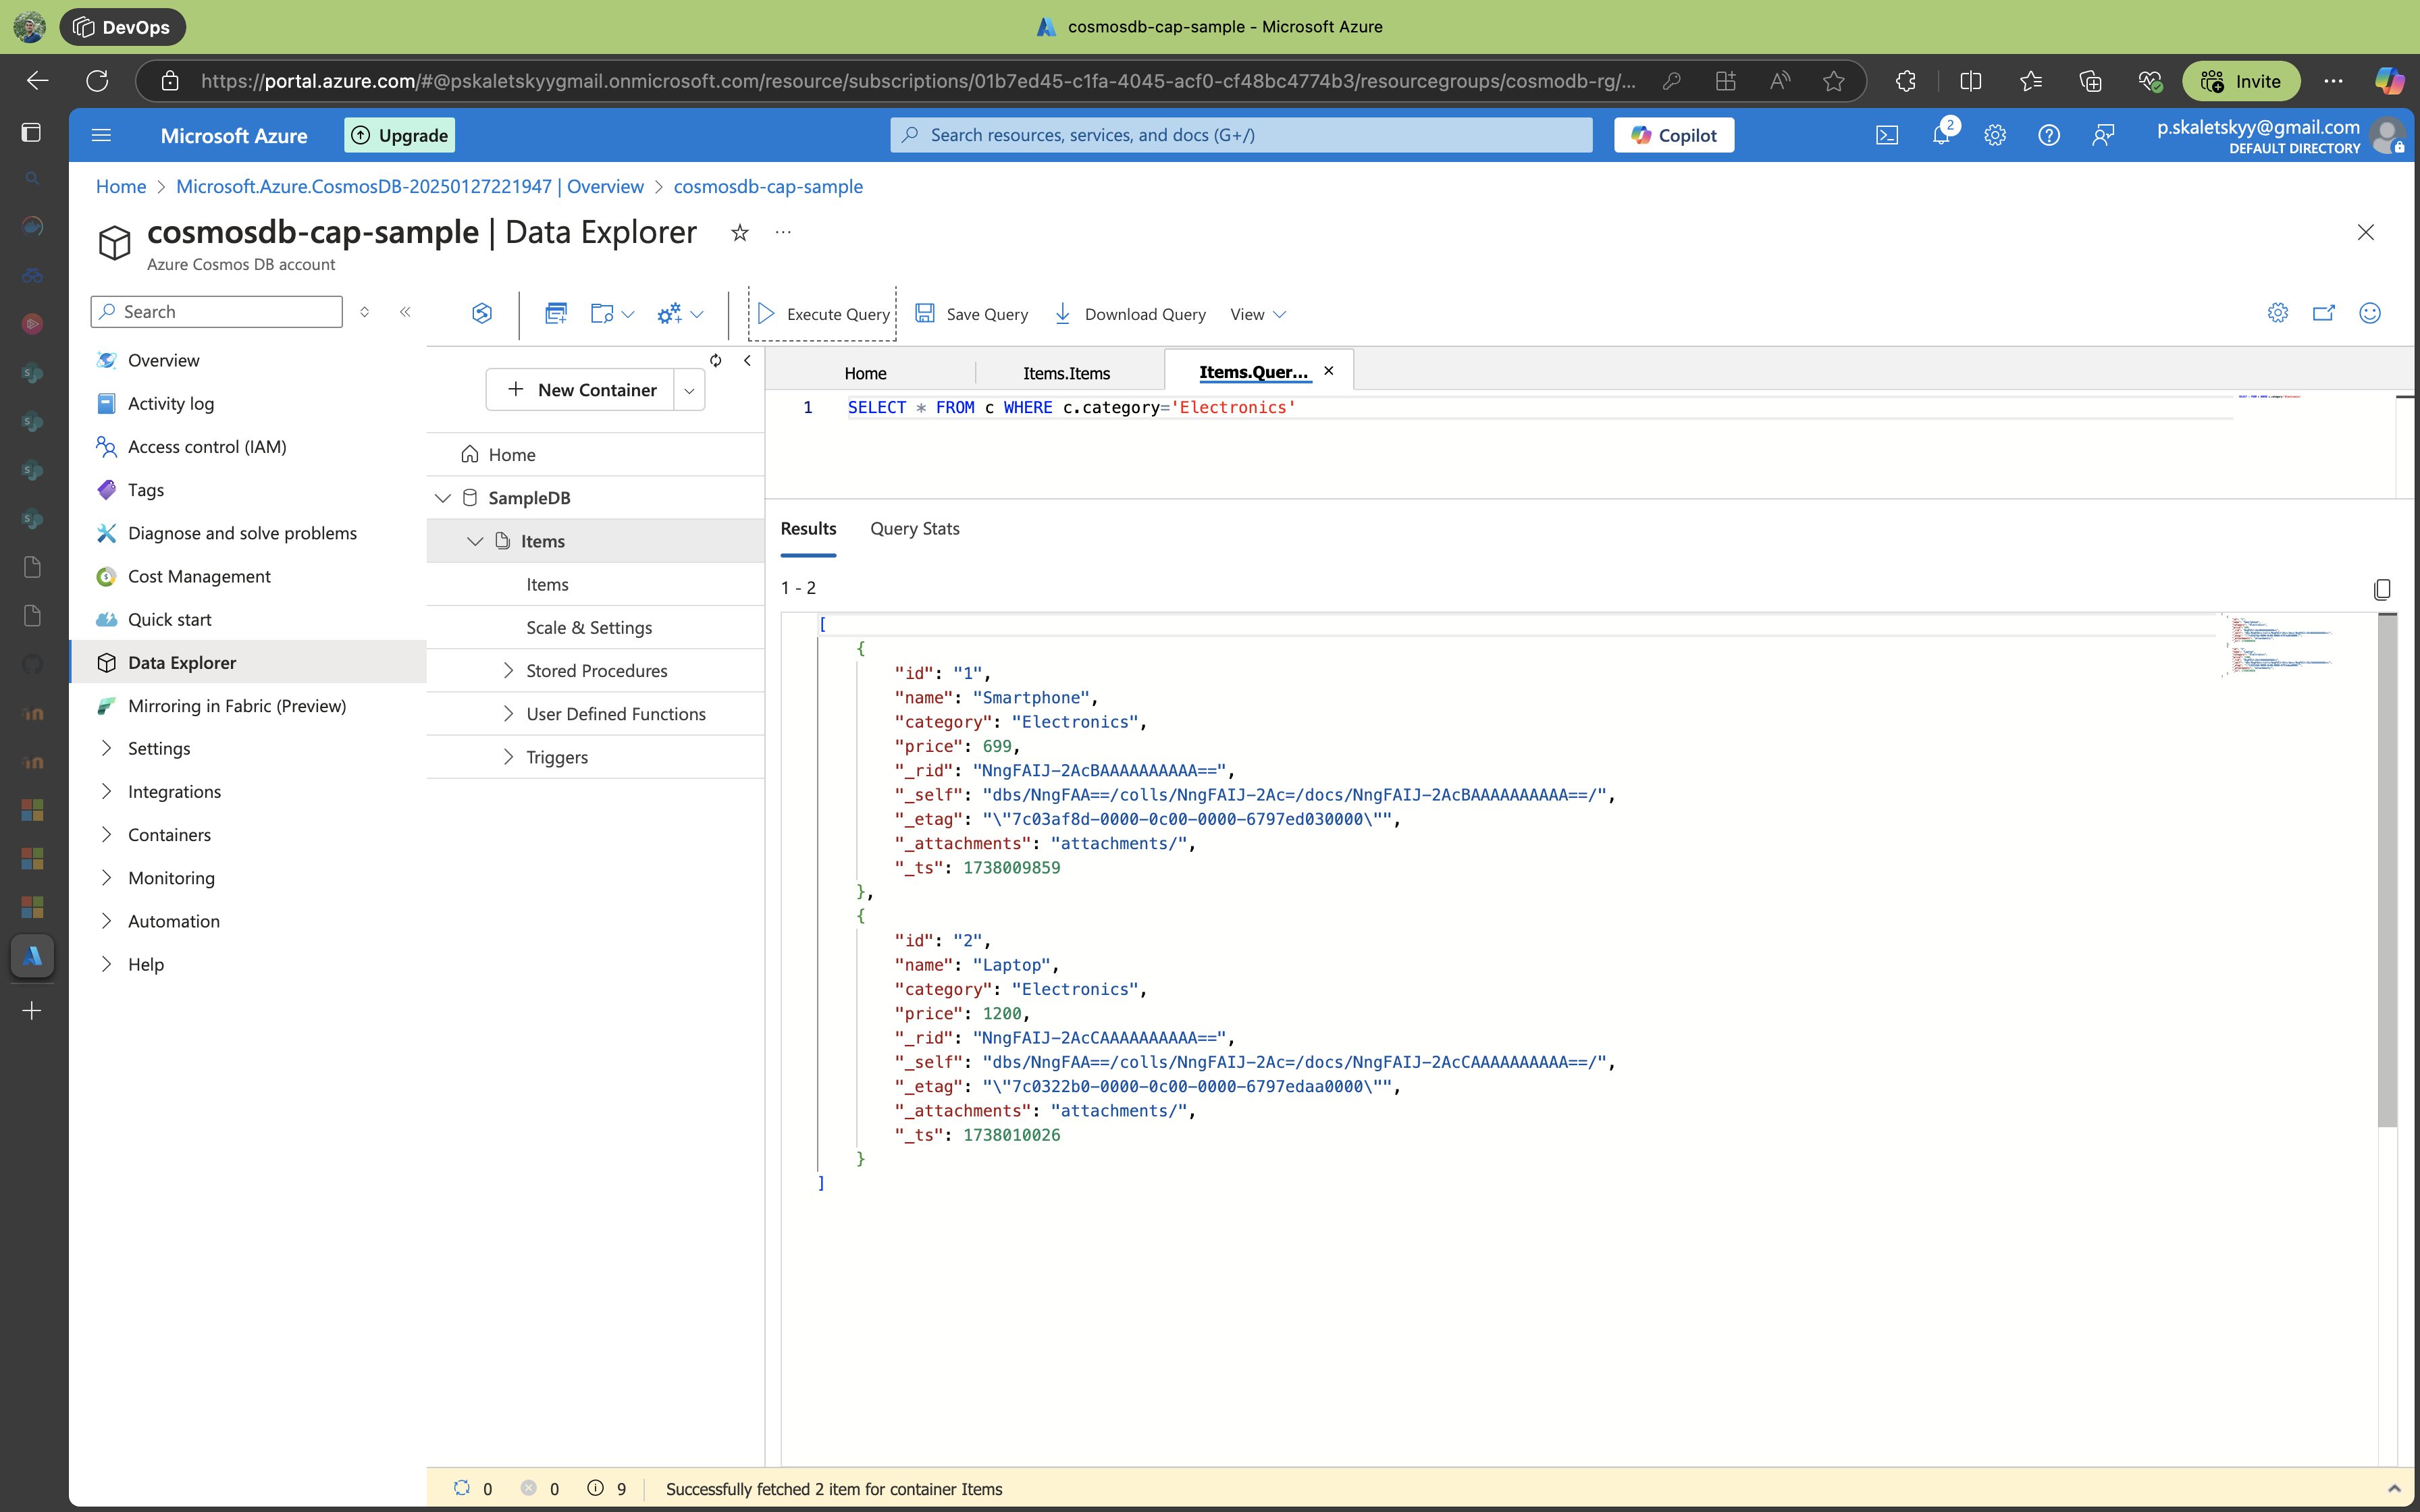 DevOps
cosmosdb-cap-sample - Microsoft Azure
https://portal.azure.com/#@pskaletskyygmail.onmicrosoft.com/resource/subscriptions/01b7ed45-c1fa-4045-acf0-cf48bc4774b3/resourcegroups/cosmodb-rg/...
Invite
Microsoft Azure
Upgrade
Search resources, services, and docs (G+/)
Copilot
2
p.skaletskyy@gmail.com
DEFAULT DIRECTORY
Home > Microsoft.Azure.CosmosDB-20250127221947 | Overview > cosmosdb-cap-sample
cosmosdb-cap-sample | Data Explorer
Azure Cosmos DB account
Search
Execute Query
Save Query
Download Query
View
Overview
Activity log
Access control (IAM)
Tags
Diagnose and solve problems
Cost Management
Quick start
Data Explorer
Mirroring in Fabric (Preview)
Settings
Integrations
Containers
Monitoring
Automation
Help
New Container
Home
SampleDB
Items
Items
Scale & Settings
Stored Procedures
User Defined Functions
Triggers
Home
Items.Items
Items.Quer...
1 SELECT * FROM c WHERE c.category='Electronics'
Results
Query Stats
1 - 2
[
{
"id": "1",
"name": "Smartphone",
"category": "Electronics",
"price": 699,
"_rid": "NngFAIJ-2AcBAAAAAAAAAA==",
"_self": "dbs/NngFAA==/colls/NngFAIJ-2Ac=/docs/NngFAIJ-2AcBAAAAAAAAAA==/",
"_etag": "\"7c03af8d-0000-0c00-0000-6797ed030000\"",
"_attachments": "attachments/",
"_ts": 1738009859
},
{
"id": "2",
"name": "Laptop",
"category": "Electronics",
"price": 1200,
"_rid": "NngFAIJ-2AcCAAAAAAAAAA==",
"_self": "dbs/NngFAA==/colls/NngFAIJ-2Ac=/docs/NngFAIJ-2AcCAAAAAAAAAA==/",
"_etag": "\"7c0322b0-0000-0c00-0000-6797edaa0000\"",
"_attachments": "attachments/",
"_ts": 1738010026
}
]
0 0 9 Successfully fetched 2 item for container Items